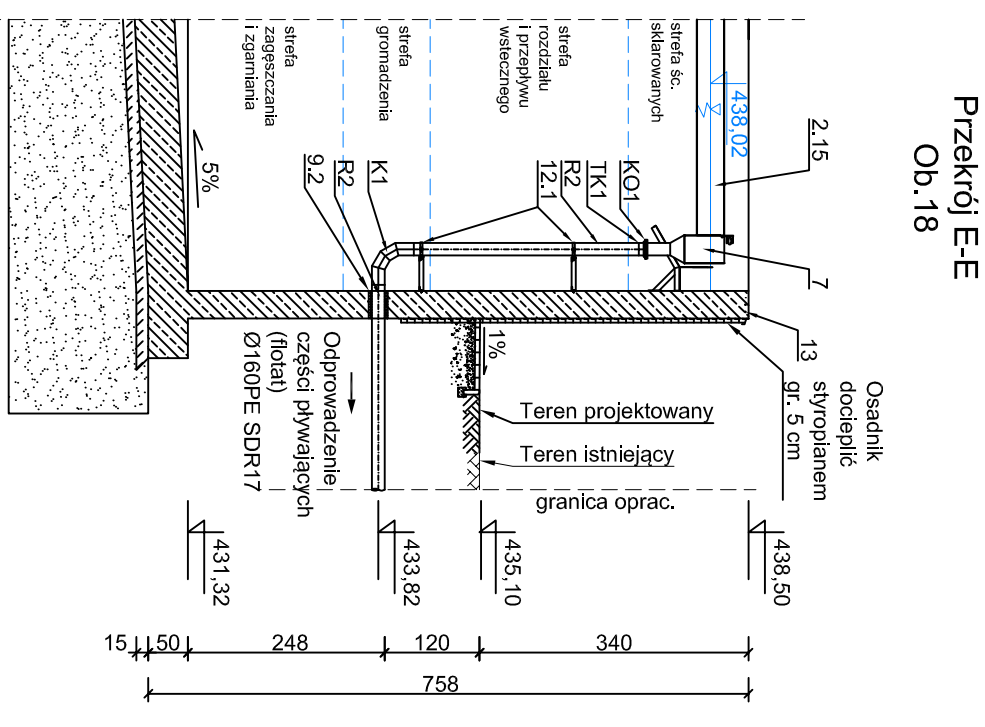 Przekrój E-E
Ob.18
2.15
438,02
strefa śc.
sklarowanych
strefa
rozdziału
i przepływu
wstecznego
strefa
gromadzenia
strefa
zagęszczania
i zgarniania
5%
KO1
TK1
R2
12.1
K1
R2
9.2
7
13
Osadnik
docieplić
styropianem
gr. 5 cm
1%
Teren projektowany
Teren istniejący
granica oprac.
Odprowadzenie
części pływających
(flotat)
Ø160PE SDR17
438,50
435,10
433,82
431,32
15
50
248
120
340
758